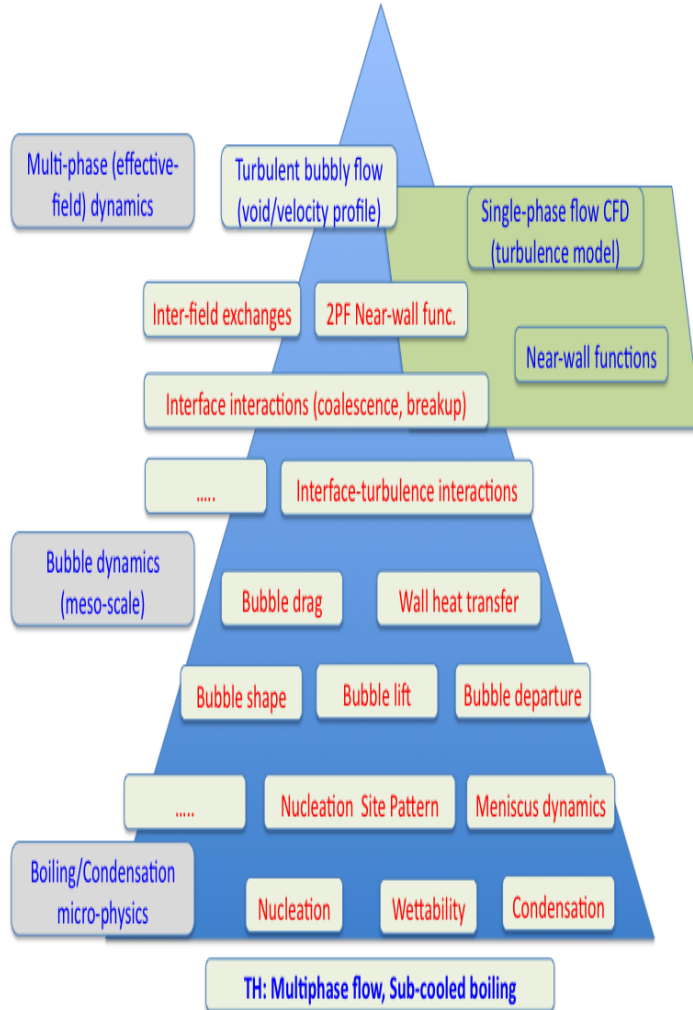 Multi-phase (effective-
field) dynamics
Turbulent bubbly flow
(void/velocity profile)
Single-phase flow CFD
(turbulence model)
Inter-field exchanges
2PF Near-wall func.
Near-wall functions
Interface interactions (coalescence, breakup)
.....
Interface-turbulence interactions
Bubble dynamics
(meso-scale)
Bubble drag
Wall heat transfer
Bubble shape
Bubble lift
Bubble departure
.....
Nucleation Site Pattern
Meniscus dynamics
Boiling/Condensation
micro-physics
Nucleation
Wettability
Condensation
TH: Multiphase flow, Sub-cooled boiling